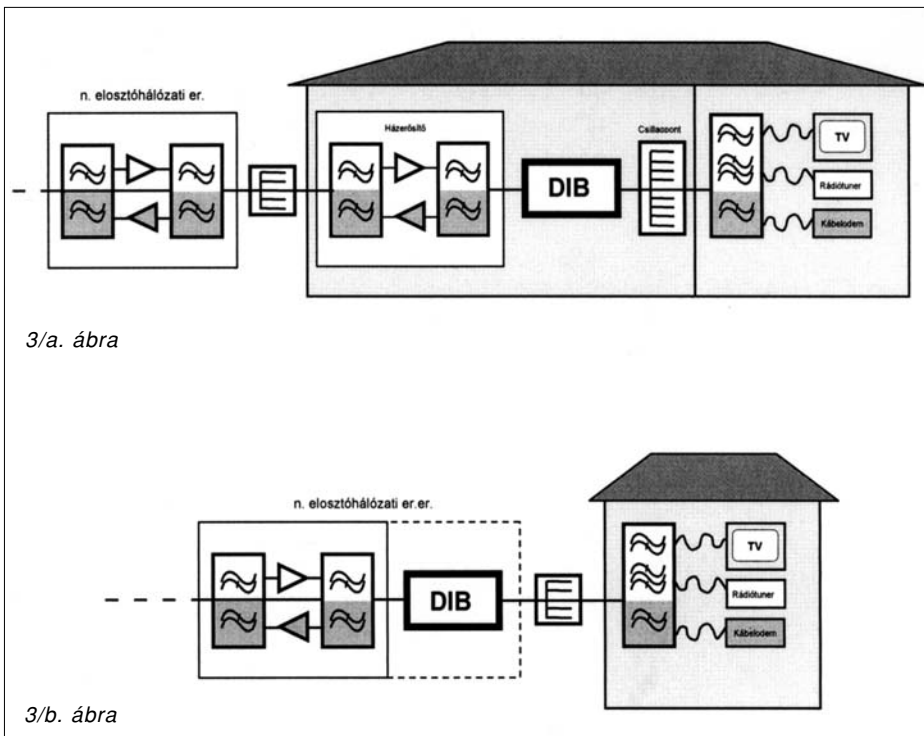 n. elosztóhálózati er.
Házerősítő
Csillagpont
DIB
TV
Rádiótuner
Kábelodem
3/a. ábra
n. elosztóhálózati er.er.
DIB
TV
Rádiótuner
Kábelodem
3/b. ábra